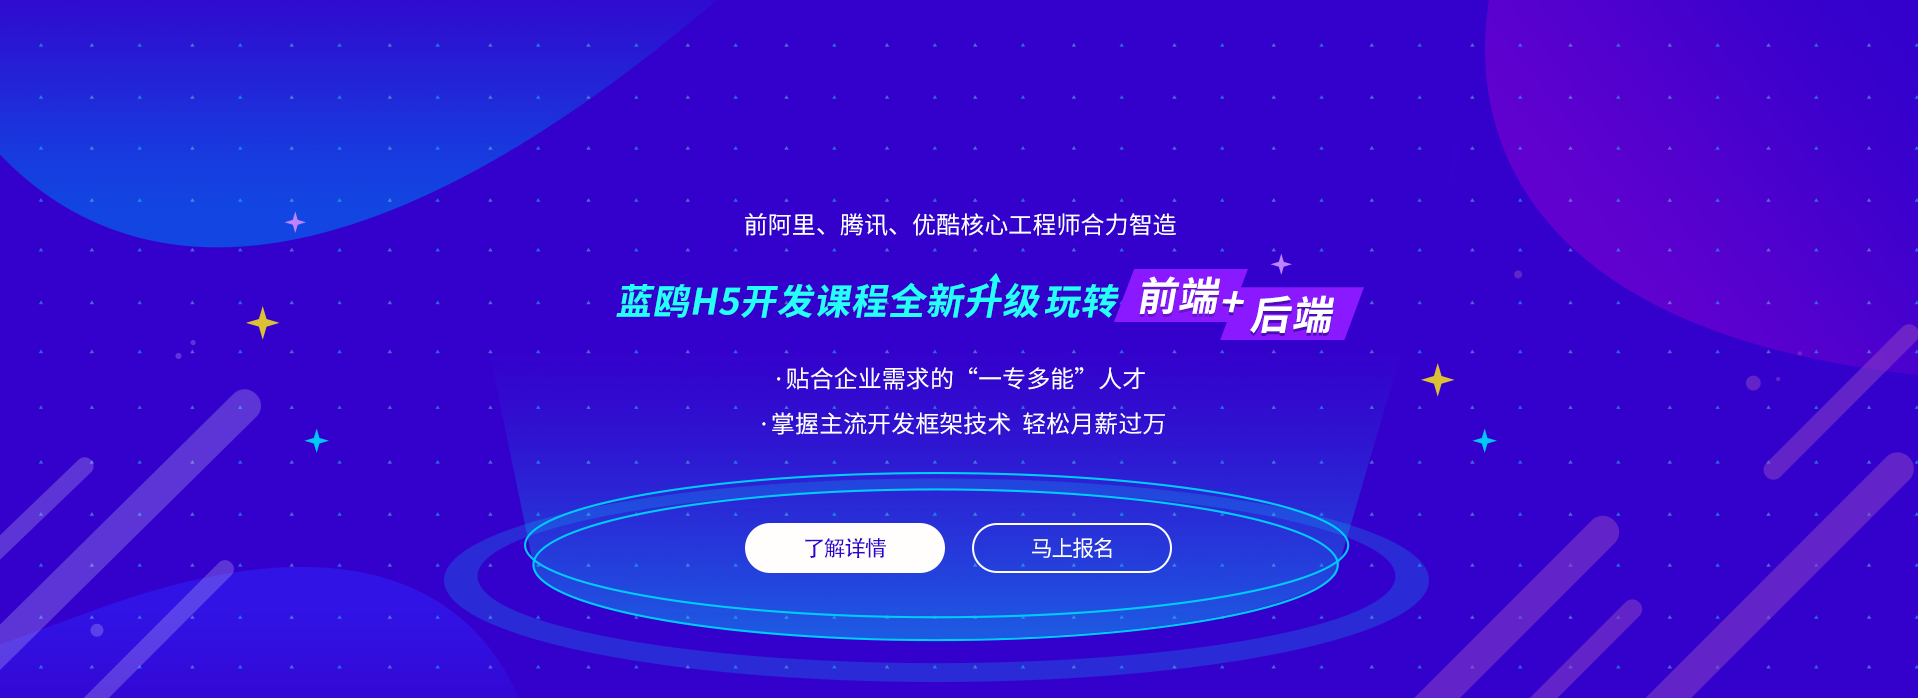 前阿里、腾讯、优酷核心工程师合力智造
蓝鸥H5开发课程全新升级 玩转 前端+后端
·贴合企业需求的“一专多能”人才
·掌握主流开发框架技术 轻松月薪过万
了解详情
马上报名